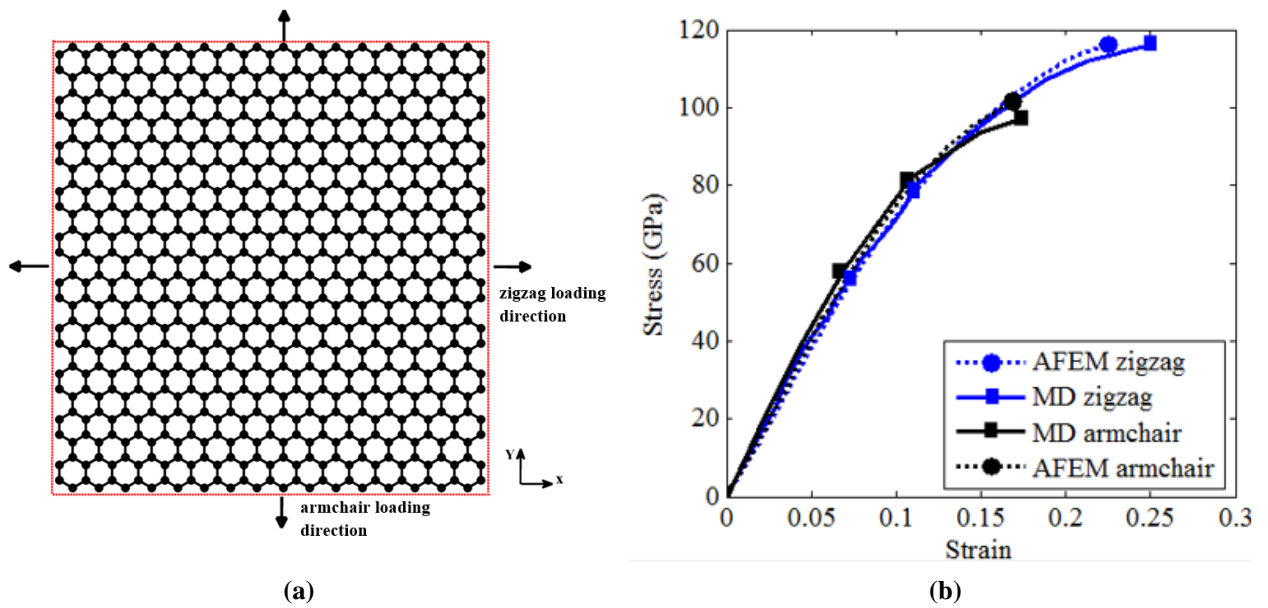 zigzag loading
direction
Y
x
armchair loading
direction
(a)
120
100
80
60
40
20
0
Stress (GPa)
AFEM zigzag
MD zigzag
MD armchair
AFEM armchair
0 0.05 0.1 0.15 0.2 0.25 0.3
Strain
(b)